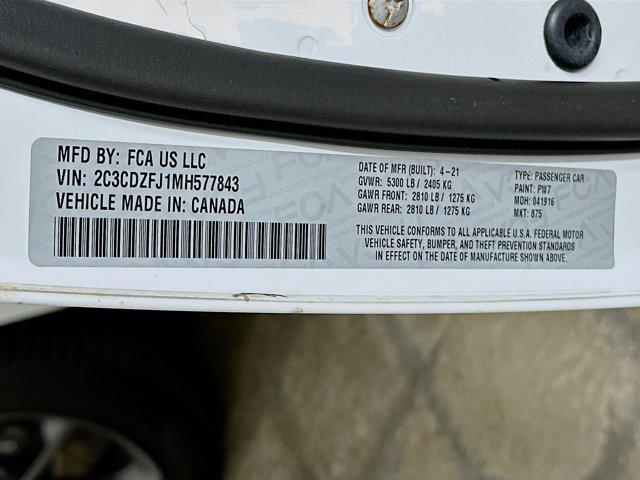 MFD BY: FCA US LLC
VIN: 2C3CDZFJ1MH577843
VEHICLE MADE IN: CANADA
DATE OF MFR (BUILT): 4-21
GVWR: 5300 LB / 2405 KG
GAWR FRONT: 2810 LB / 1275 KG
GAWR REAR: 2810 LB / 1275 KG
TYPE: PASSENGER CAR
PAINT: PW7
MDH: 041916
MKT: 875
THIS VEHICLE CONFORMS TO ALL APPLICABLE U.S.A. FEDERAL MOTOR
VEHICLE SAFETY, BUMPER, AND THEFT PREVENTION STANDARDS
IN EFFECT ON THE DATE OF MANUFACTURE SHOWN ABOVE.